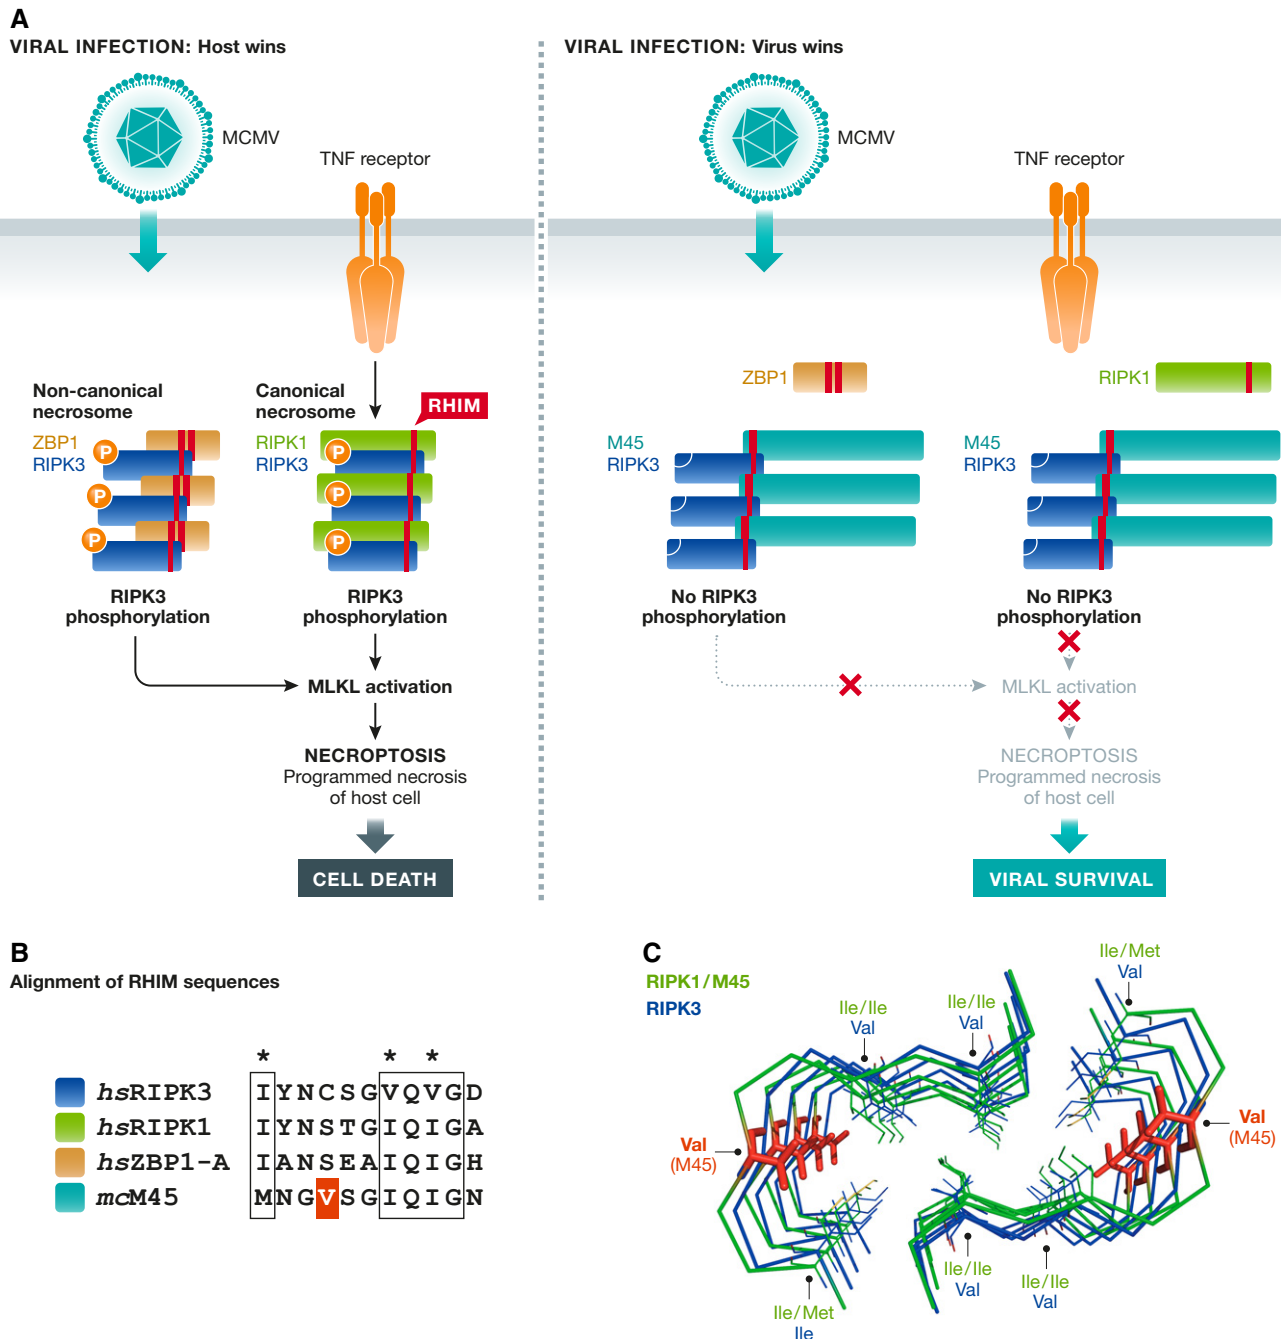 A
VIRAL INFECTION: Host wins
MCMV
TNF receptor
Non-canonical
necrosome
ZBP1
RIPK3
Canonical
necrosome
RHIM
RIPK1
RIPK3
P
P
P
P
P
P
RIPK3
phosphorylation
RIPK3
phosphorylation
MLKL activation
NECROPTOSIS
Programmed necrosis
of host cell
CELL DEATH
VIRAL INFECTION: Virus wins
MCMV
TNF receptor
ZBP1
RIPK1
M45
RIPK3
M45
RIPK3
No RIPK3
phosphorylation
No RIPK3
phosphorylation
MLKL activation
NECROPTOSIS
Programmed necrosis
of host cell
VIRAL SURVIVAL
B
Alignment of RHIM sequences
* * *
hsRIPK3 IYNCSGVQVGD
hsRIPK1 IYNSTGIQIGA
hsZBP1-A IANSEAIQIGH
mcM45 MNGVSGIQIGN
C
RIPK1/M45
RIPK3
Ile/Ile
Val
Ile/Ile
Val
Ile/Met
Val
Val
(M45)
Val
(M45)
Ile/Met
Ile
Ile/Ile
Val
Ile/Ile
Val